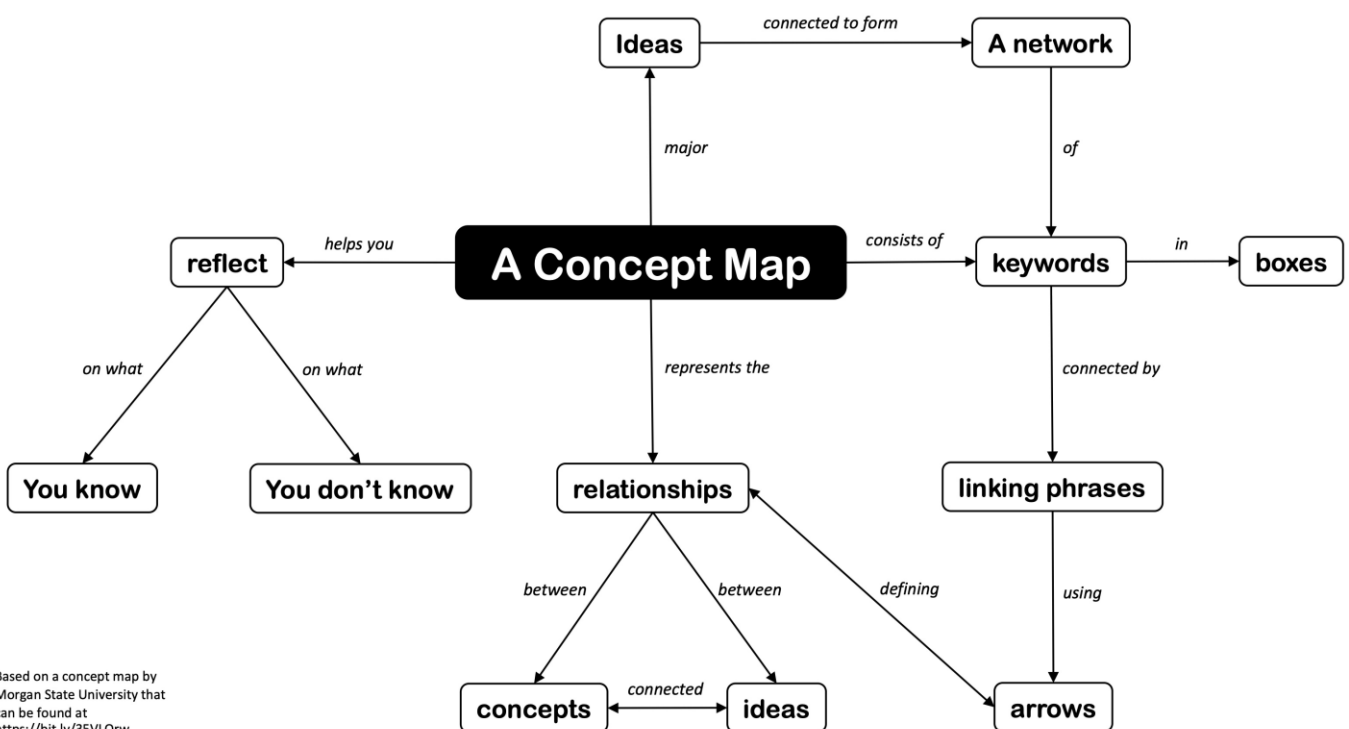 connected to form
Ideas
A network
major
of
helps you
consists of
in
reflect
A Concept Map
keywords
boxes
on what
on what
represents the
connected by
You know
You don't know
relationships
linking phrases
between
between
defining
using
Based on a concept map by
Morgan State University that
can be found at
connected
concepts
ideas
arrows